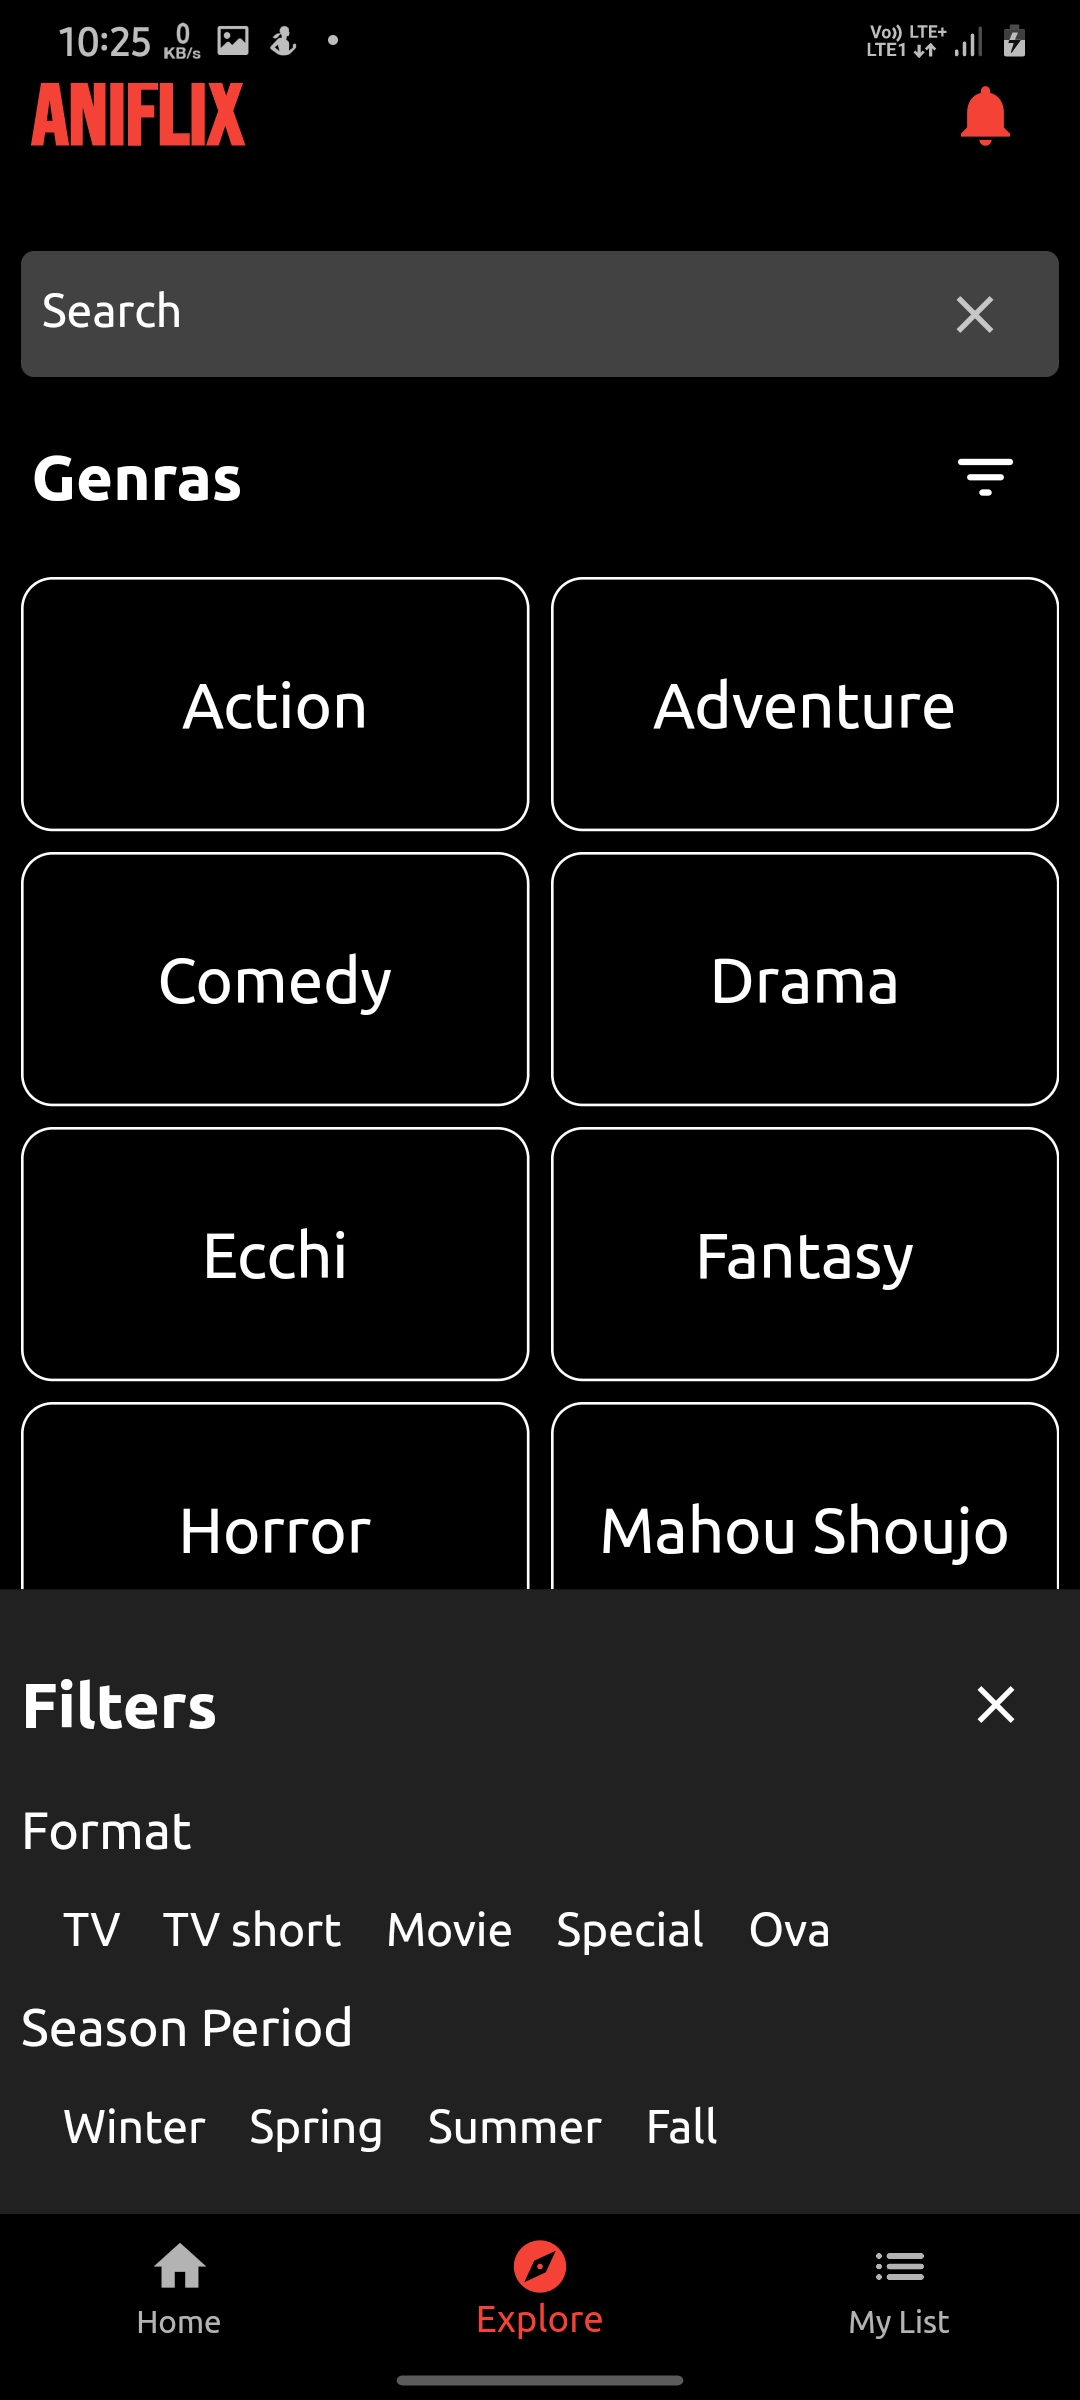 10:25 0 KB/s Vo)) LTE+ LTE1
ANIFLIX
Search
Genras
Action Adventure
Comedy Drama
Ecchi Fantasy
Horror Mahou Shoujo
Filters
Format
TV TV short Movie Special Ova
Season Period
Winter Spring Summer Fall
Home Explore My List